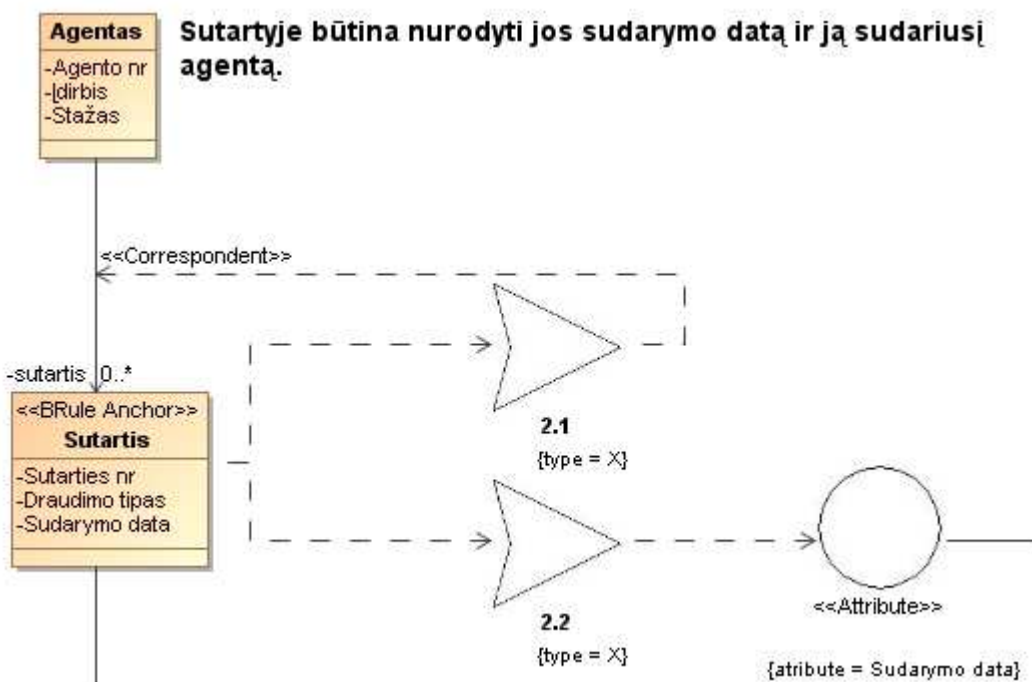 Agentas
-Agento nr
-Įdirbis
-Stažas
Sutartyje būtina nurodyti jos sudarymo datą ir ją sudariusį
agentą.
<<Correspondent>>
-sutartis 0..*
<<BRule Anchor>>
Sutartis
-Sutarties nr
-Draudimo tipas
-Sudarymo data
2.1
{type = X}
2.2
{type = X}
<<Attribute>>
{atribute = Sudarymo data}